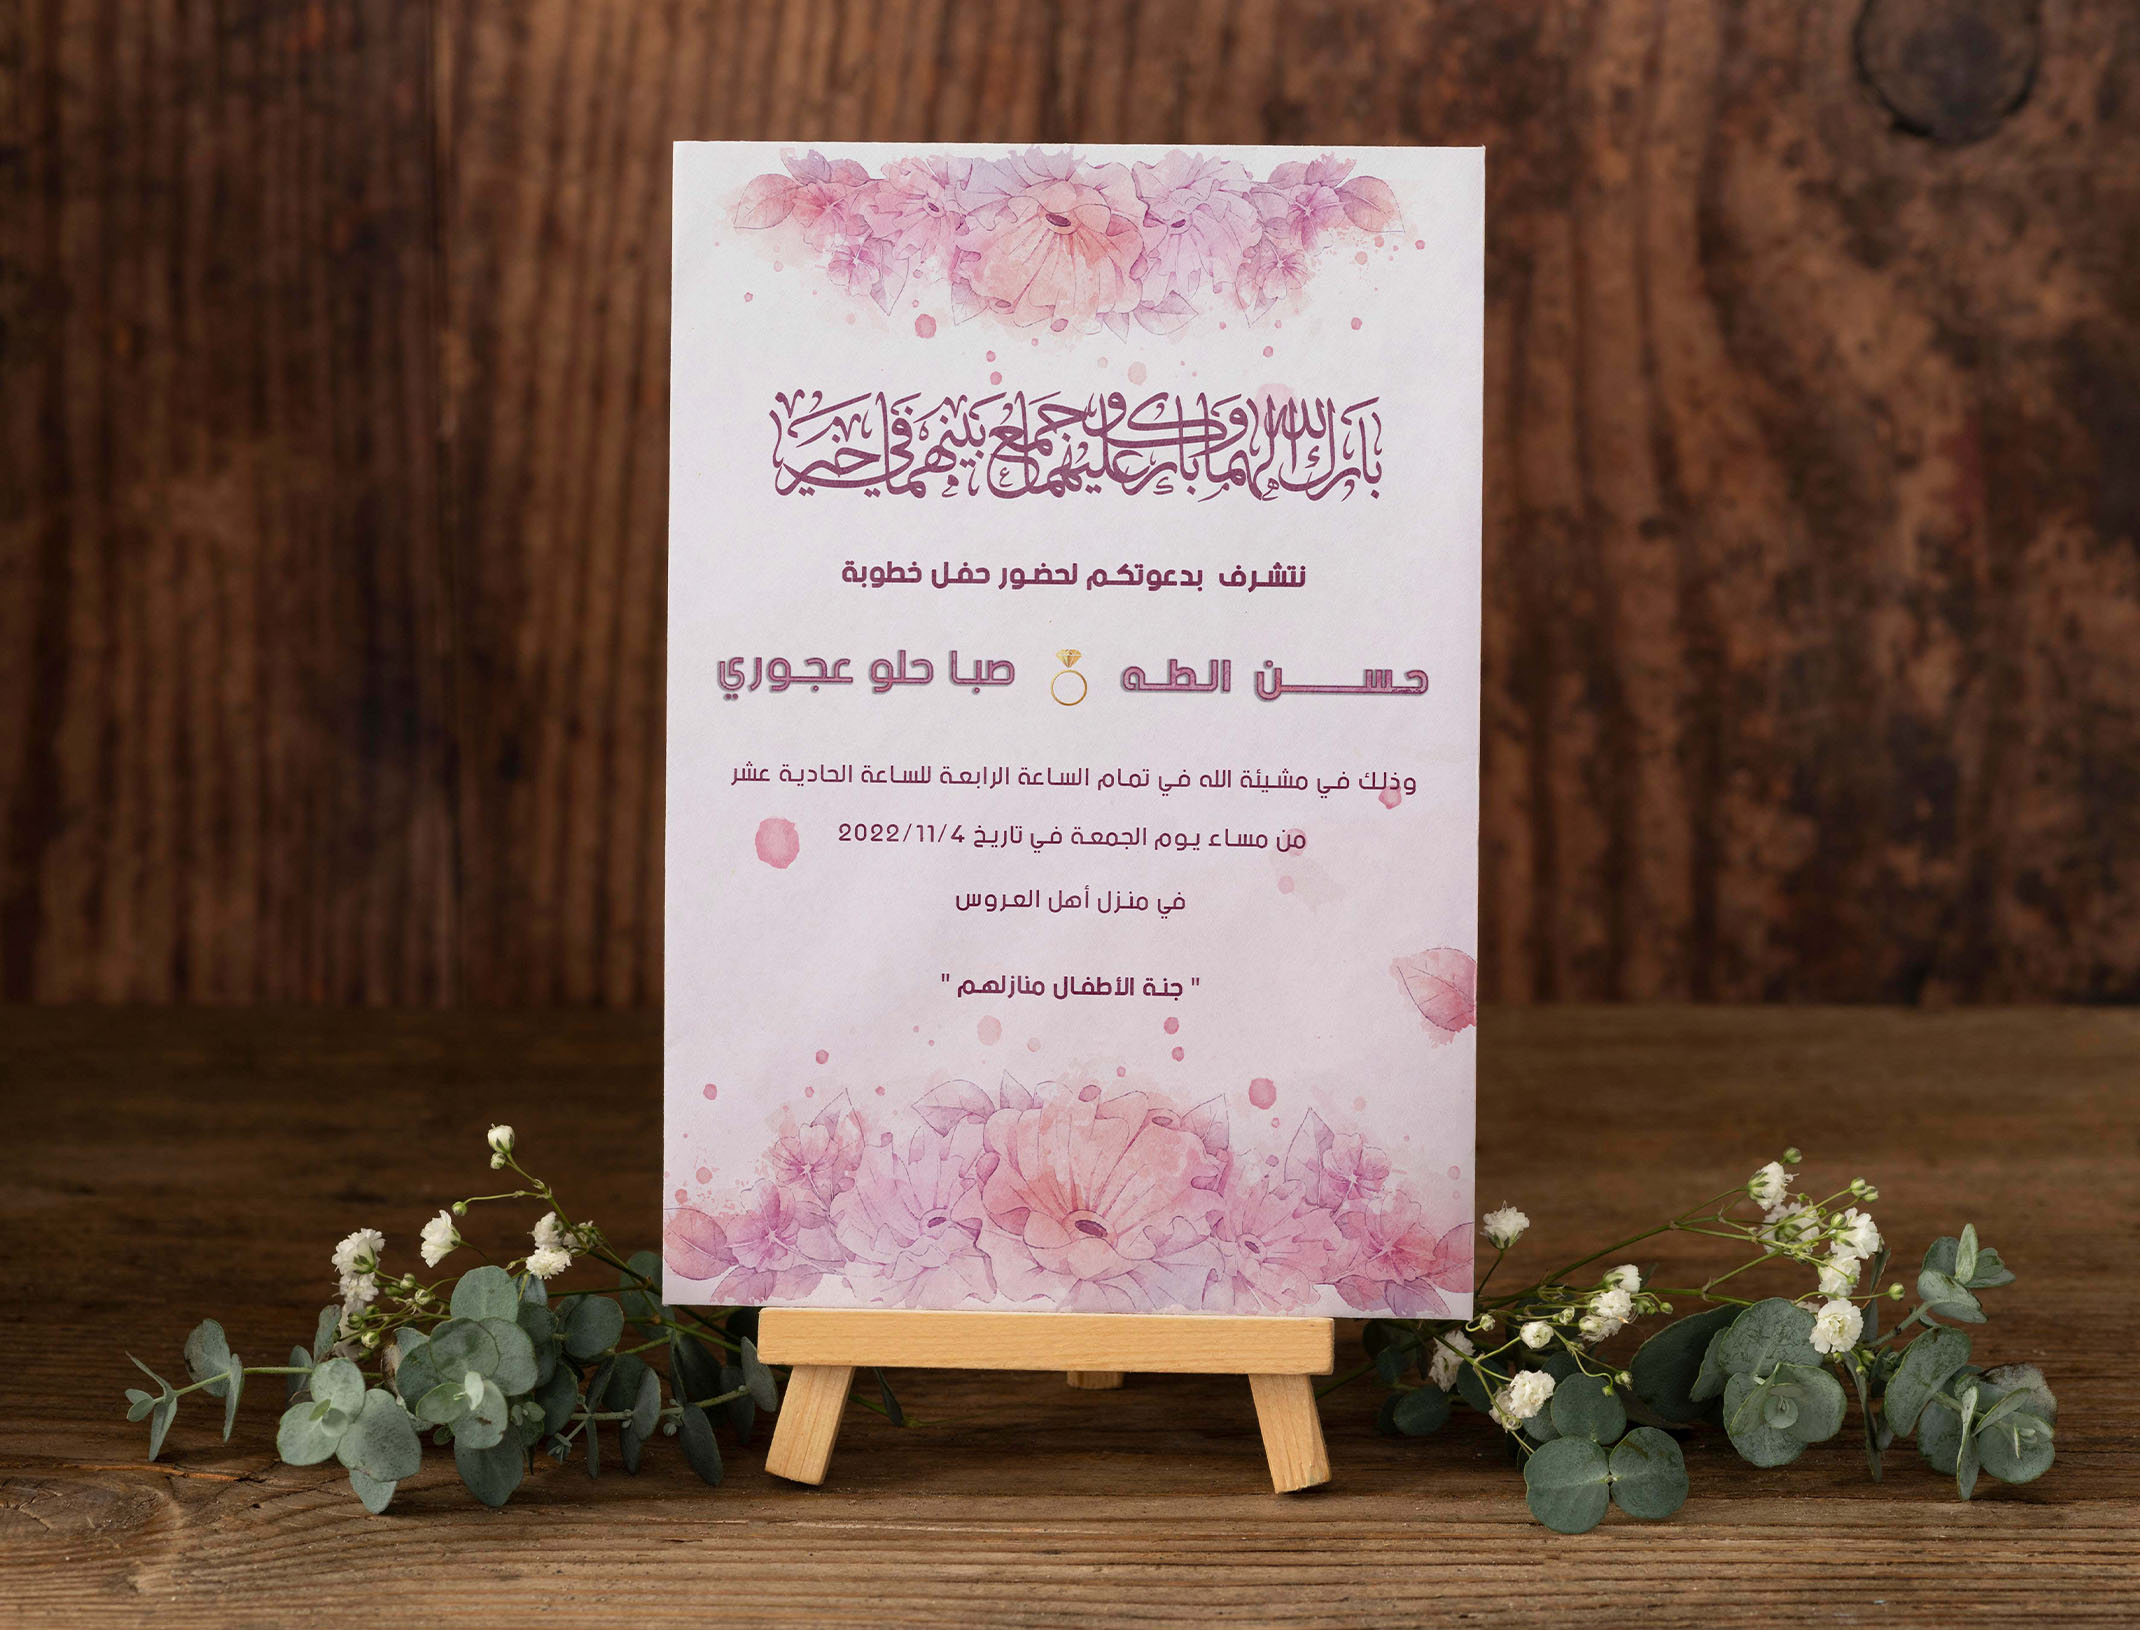 بارك الله لهما وبارك عليهما وجمع بينهما في خير
نتشرف بدعوتكم لحضور حفل خطوبة
حسن الطه صبا حلو عجوري
وذلك في مشيئة الله في تمام الساعة الرابعة للساعة الحادية عشر
من مساء يوم الجمعة في تاريخ 2022/11/4
في منزل أهل العروس
" جنة الأطفال منازلهم "